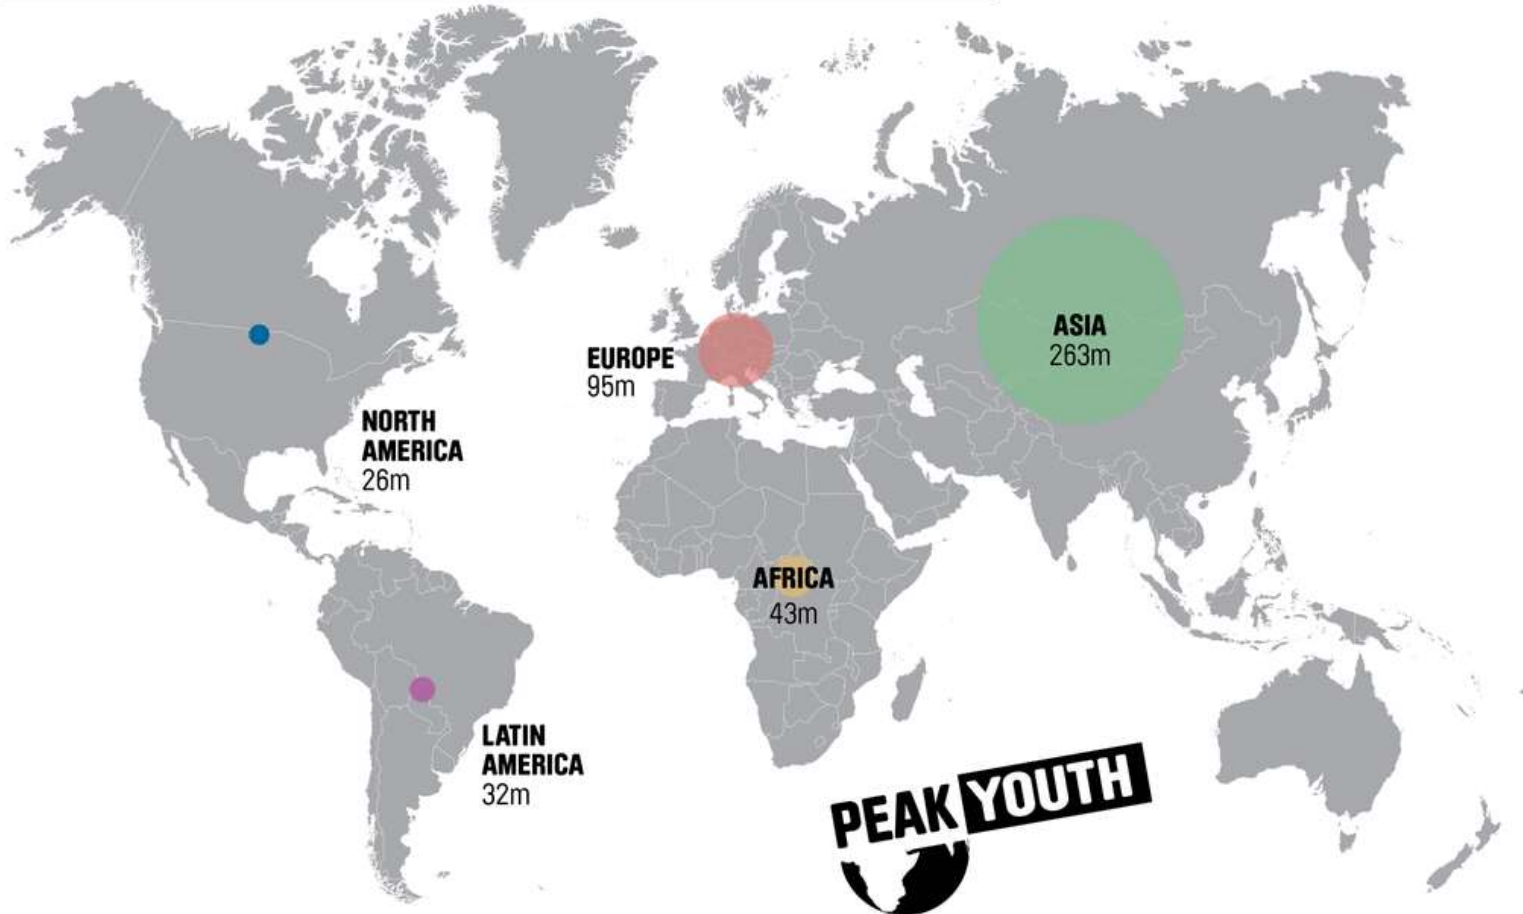 NORTH
AMERICA
26m
EUROPE
95m
ASIA
263m
AFRICA
43m
LATIN
AMERICA
32m
PEAK YOUTH